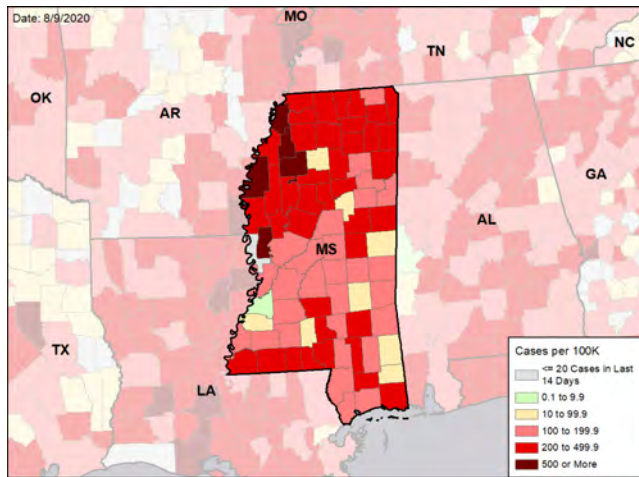 Date: 8/9/2020
MO
NC
TN
OK
AR
GA
AL
MS
TX
LA
Cases per 100K
<= 20 Cases in Last
14 Days
0.1 to 9.9
10 to 99.9
100 to 199.9
200 to 499.9
500 or More